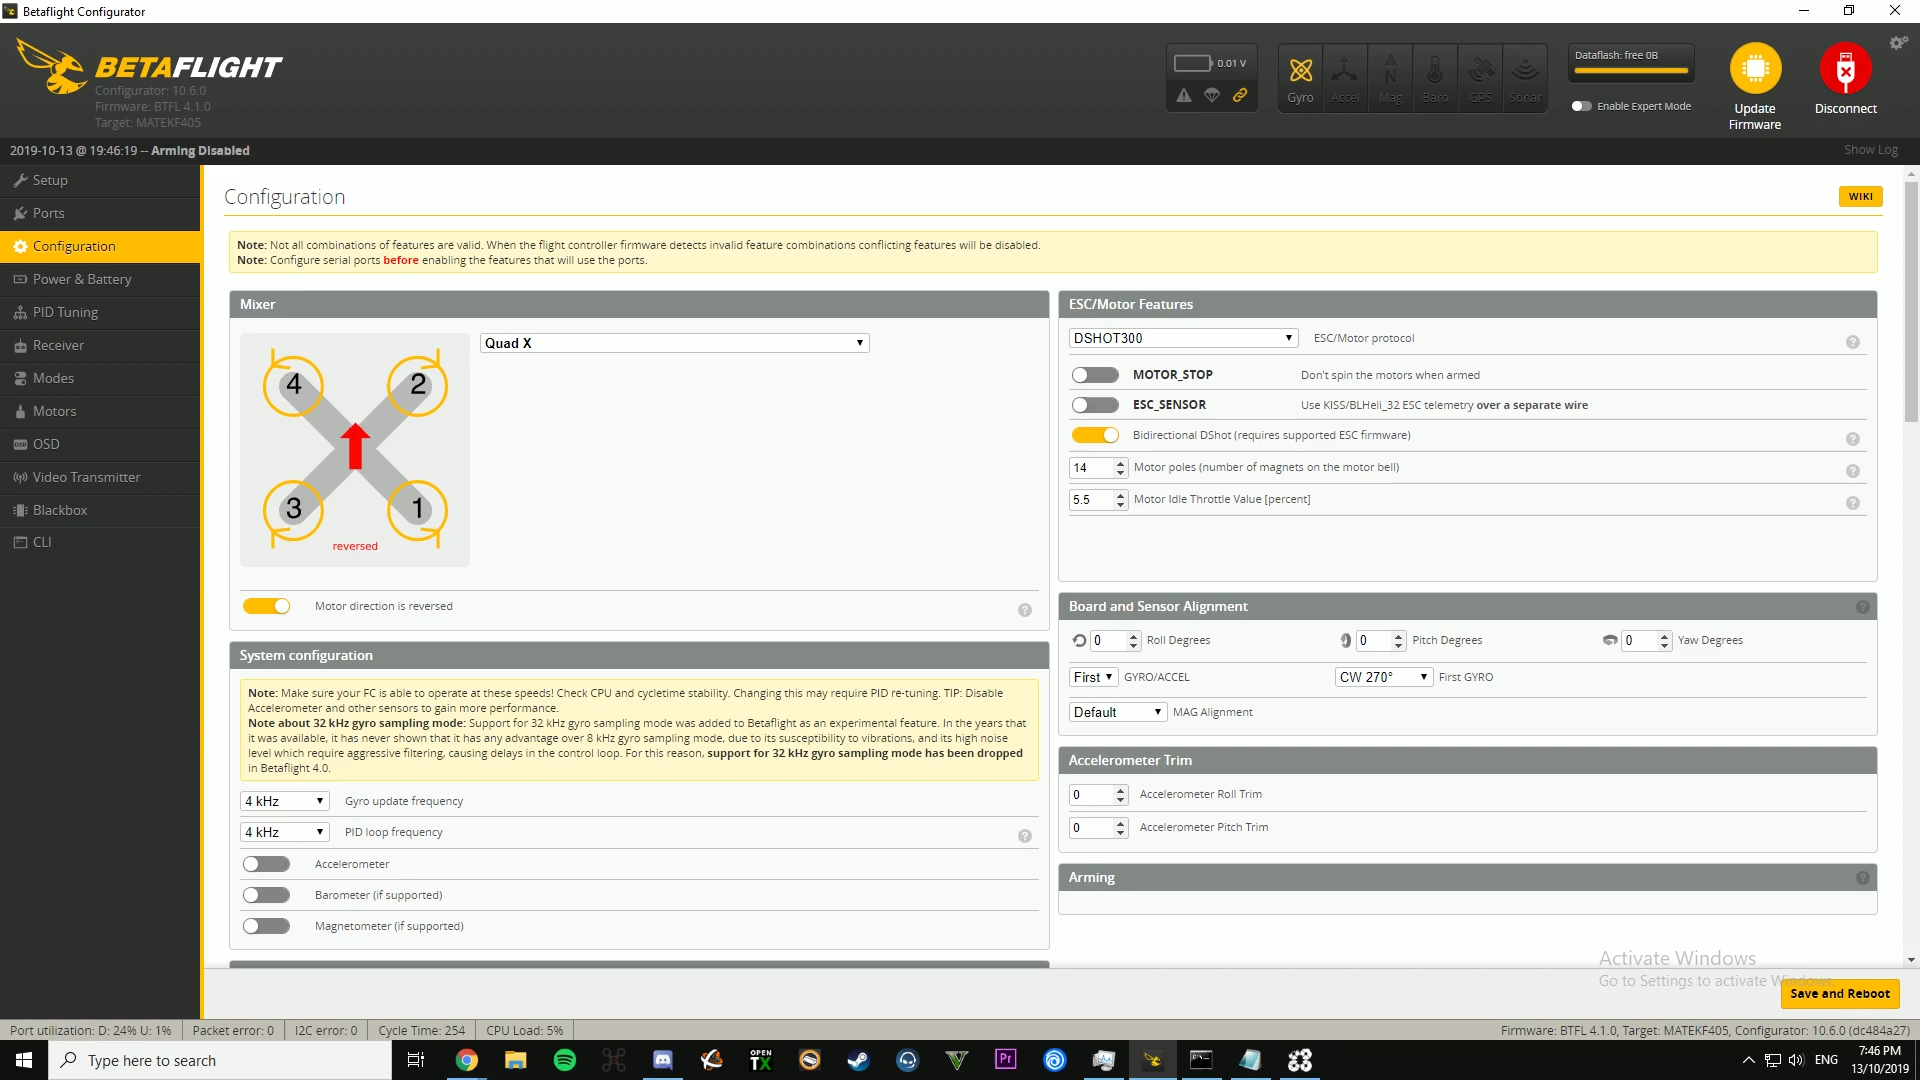 Betaflight Configurator
BETAFLIGHT
Configurator: 10.6.0
Firmware: BTFL 4.1.0
Target: MATEKF405
0.01 V
Gyro
Accel
Mag
Baro
GPS
Sonar
Dataflash: free 0B
Enable Expert Mode
Update
Firmware
Disconnect
2019-10-13 @ 19:46:19 -- Arming Disabled
Show Log
Setup
Ports
Configuration
Power & Battery
PID Tuning
Receiver
Modes
Motors
OSD
Video Transmitter
Blackbox
CLI
Configuration
WIKI
Note: Not all combinations of features are valid. When the flight controller firmware detects invalid feature combinations conflicting features will be disabled.
Note: Configure serial ports before enabling the features that will use the ports.
Mixer
Quad X
4
2
3
1
reversed
Motor direction is reversed
System configuration
Note: Make sure your FC is able to operate at these speeds! Check CPU and cycletime stability. Changing this may require PID re-tuning. TIP: Disable
Accelerometer and other sensors to gain more performance.
Note about 32 kHz gyro sampling mode: Support for 32 kHz gyro sampling mode was added to Betaflight as an experimental feature. In the years that
it was available, it has never shown that it has any advantage over 8 kHz gyro sampling mode, due to its susceptibility to vibrations, and its high noise
level which require aggressive filtering, causing delays in the control loop. For this reason, support for 32 kHz gyro sampling mode has been dropped
in Betaflight 4.0.
4 kHz Gyro update frequency
4 kHz PID loop frequency
Accelerometer
Barometer (if supported)
Magnetometer (if supported)
ESC/Motor Features
DSHOT300 ESC/Motor protocol
MOTOR_STOP Don't spin the motors when armed
ESC_SENSOR Use KISS/BLHeli_32 ESC telemetry over a separate wire
Bidirectional DShot (requires supported ESC firmware)
14 Motor poles (number of magnets on the motor bell)
5.5 Motor Idle Throttle Value [percent]
Board and Sensor Alignment
0 Roll Degrees 0 Pitch Degrees 0 Yaw Degrees
First GYRO/ACCEL CW 270° First GYRO
Default MAG Alignment
Accelerometer Trim
0 Accelerometer Roll Trim
0 Accelerometer Pitch Trim
Arming
Activate Windows
Go to Settings to activate Windows.
Save and Reboot
Port utilization: D: 24% U: 1% Packet error: 0 I2C error: 0 Cycle Time: 254 CPU Load: 5%
Firmware: BTFL 4.1.0, Target: MATEKF405, Configurator: 10.6.0 (dc484a27)
Type here to search
OPEN
TX
Pr
ENG
7:46 PM
13/10/2019